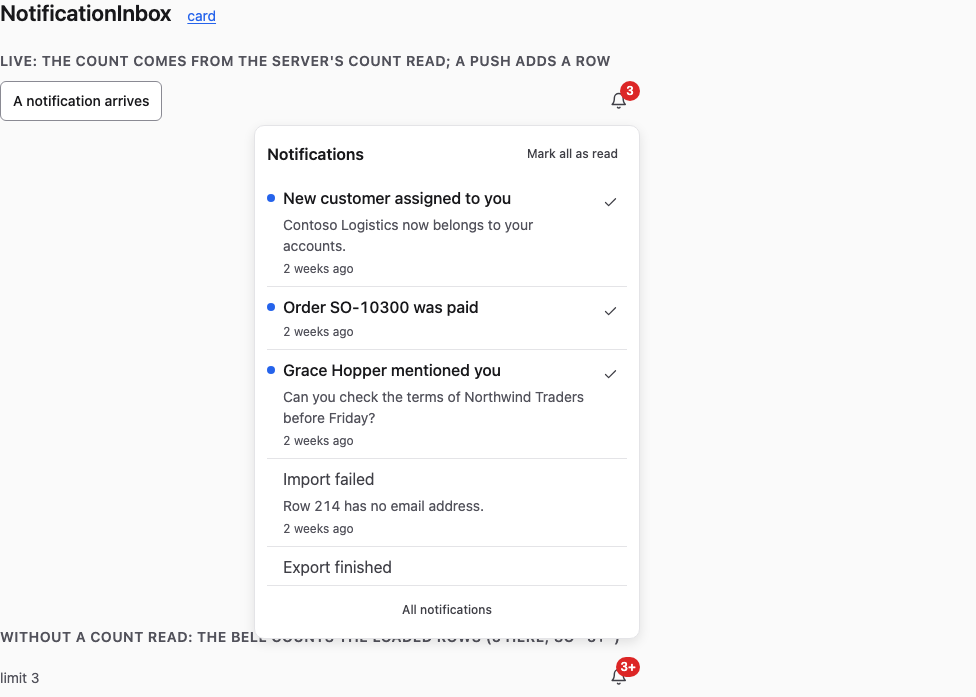 NotificationInbox card
LIVE: THE COUNT COMES FROM THE SERVER'S COUNT READ; A PUSH ADDS A ROW
A notification arrives
3
Notifications
Mark all as read
New customer assigned to you
Contoso Logistics now belongs to your
accounts.
2 weeks ago
Order SO-10300 was paid
2 weeks ago
Grace Hopper mentioned you
Can you check the terms of Northwind Traders
before Friday?
2 weeks ago
Import failed
Row 214 has no email address.
2 weeks ago
Export finished
All notifications
WITHOUT A COUNT READ: THE BELL COUNTS THE LOADED ROWS
limit 3
3+